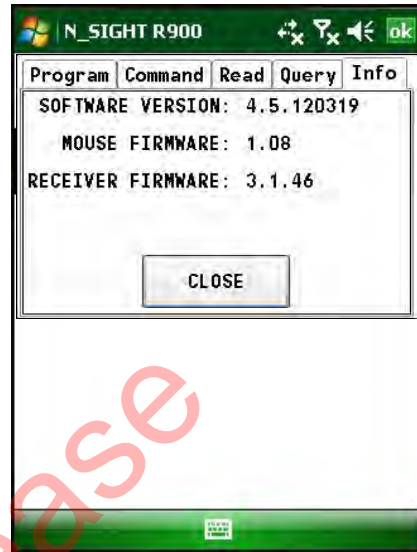 N_SIGHT R900 ok
Program Command Read Query Info
SOFTWARE VERSION: 4.5.120319
MOUSE FIRMWARE: 1.08
RECEIVER FIRMWARE: 3.1.46
CLOSE
ase